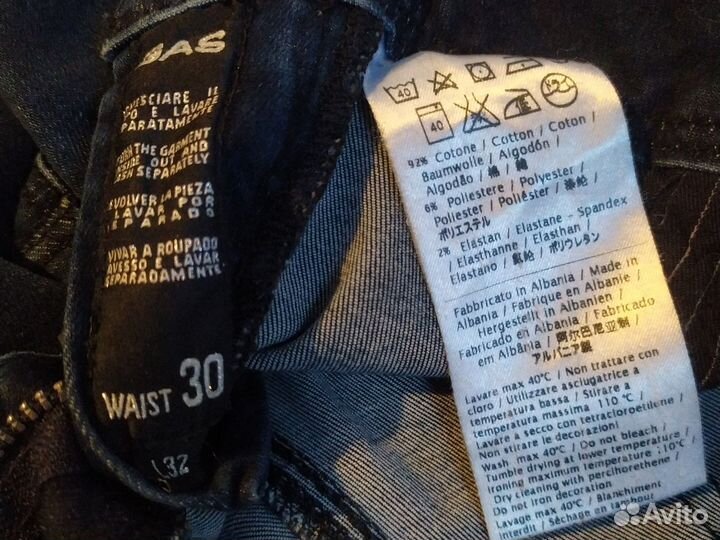 GAS
ROVESCIARE IL
CAPO E LAVARE
SEPARATAMENTE
TURN THE GARMENT
INSIDE OUT AND
WASH SEPARATELY
VOLVER LA PIEZA
LAVAR POR
SEPARADO
VIRAR A ROUPADO
AVESSO E LAVAR
SEPARADAMENTE
WAIST 30
L32
40
40
92% Cotone / Cotton / Coton /
Baumwolle / Algodón /
Algodão / 綿 / 棉
6% Poliestere / Polyester /
Polyester / Poliéster / 涤纶 /
ポリエステル
2% Elastan / Elastane - Spandex
/ Elasthanne / Elasthan /
Elastano / 氨纶 / ポリウレタン
Fabbricato in Albania / Made in
Albania / Fabrique en Albanie /
Hergestellt in Albanien /
Fabricado en Albania / Fabricado
em Albânia / 阿尔巴尼亚制 /
アルバニア製
Lavare max 40°C / Non trattare con
cloro / Utilizzare asciugatrice a
temperatura bassa / Stirare a
temperatura massima 110°C /
Lavare a secco con tetracloroetilene /
Non stirare le decorazioni
Wash max 40°C / Do not bleach /
Tumble drying at lower temperature /
Ironing maximum temperature 110°C /
Dry cleaning with percihorethene /
Do not iron decoration
Lavage max 40°C / Blanchiment
interdit / Séchage en tambour
Avito